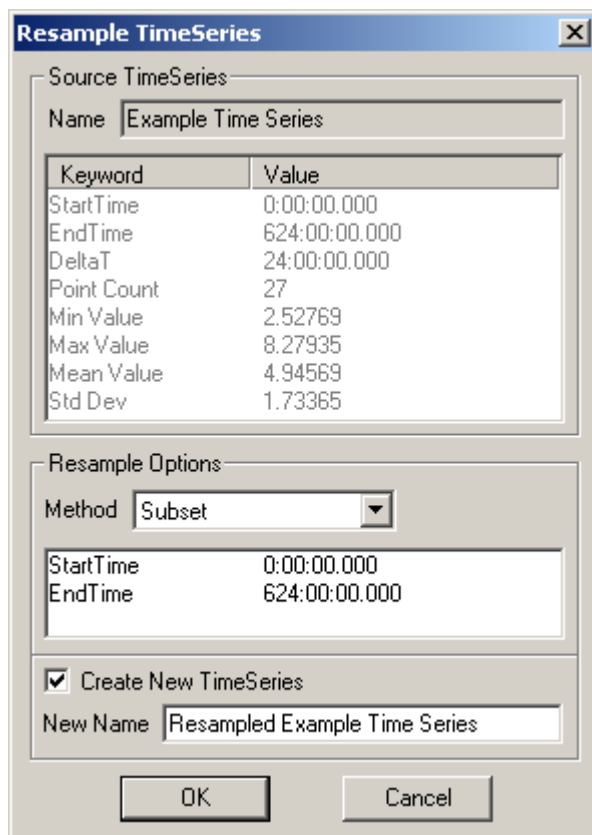 Resample TimeSeries
Source TimeSeries
Name Example Time Series
Keyword Value
StartTime 0:00:00.000
EndTime 624:00:00.000
DeltaT 24:00:00.000
Point Count 27
Min Value 2.52769
Max Value 8.27935
Mean Value 4.94569
Std Dev 1.73365
Resample Options
Method Subset
StartTime 0:00:00.000
EndTime 624:00:00.000
Create New TimeSeries
New Name Resampled Example Time Series
OK Cancel